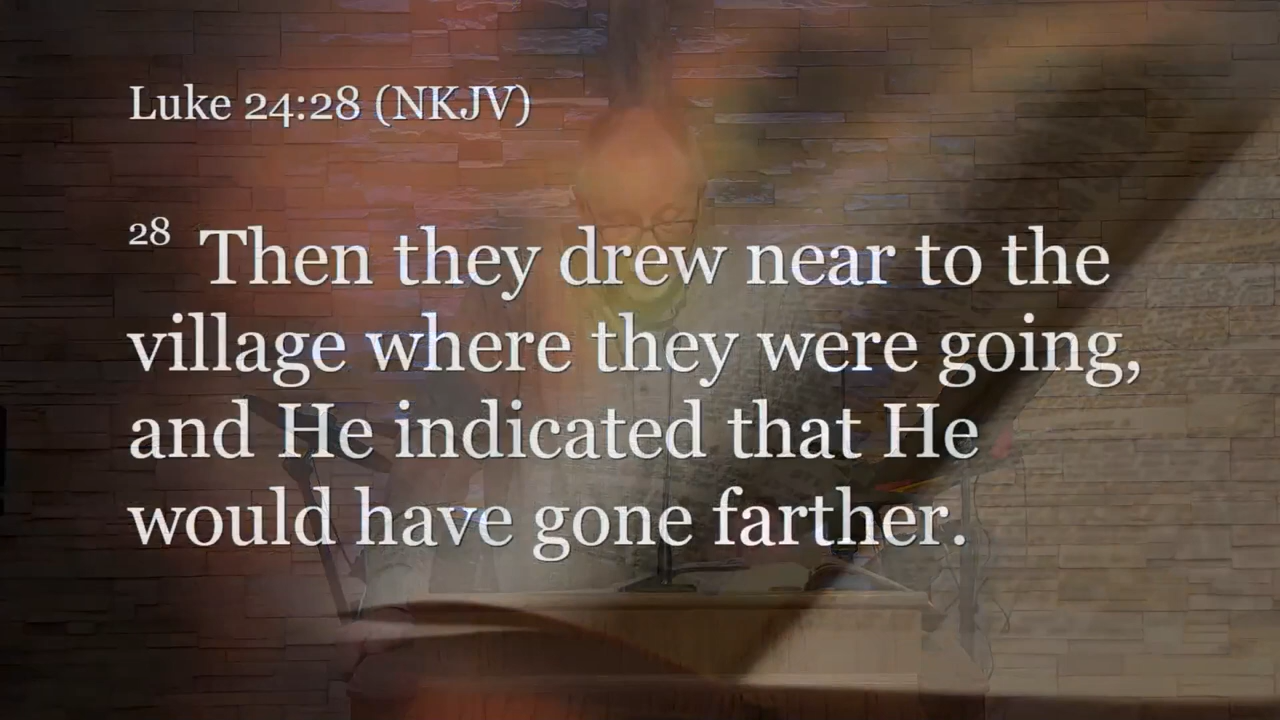 Luke 24:28 (NKJV)
28 Then they drew near to the
village where they were going,
and He indicated that He
would have gone farther.